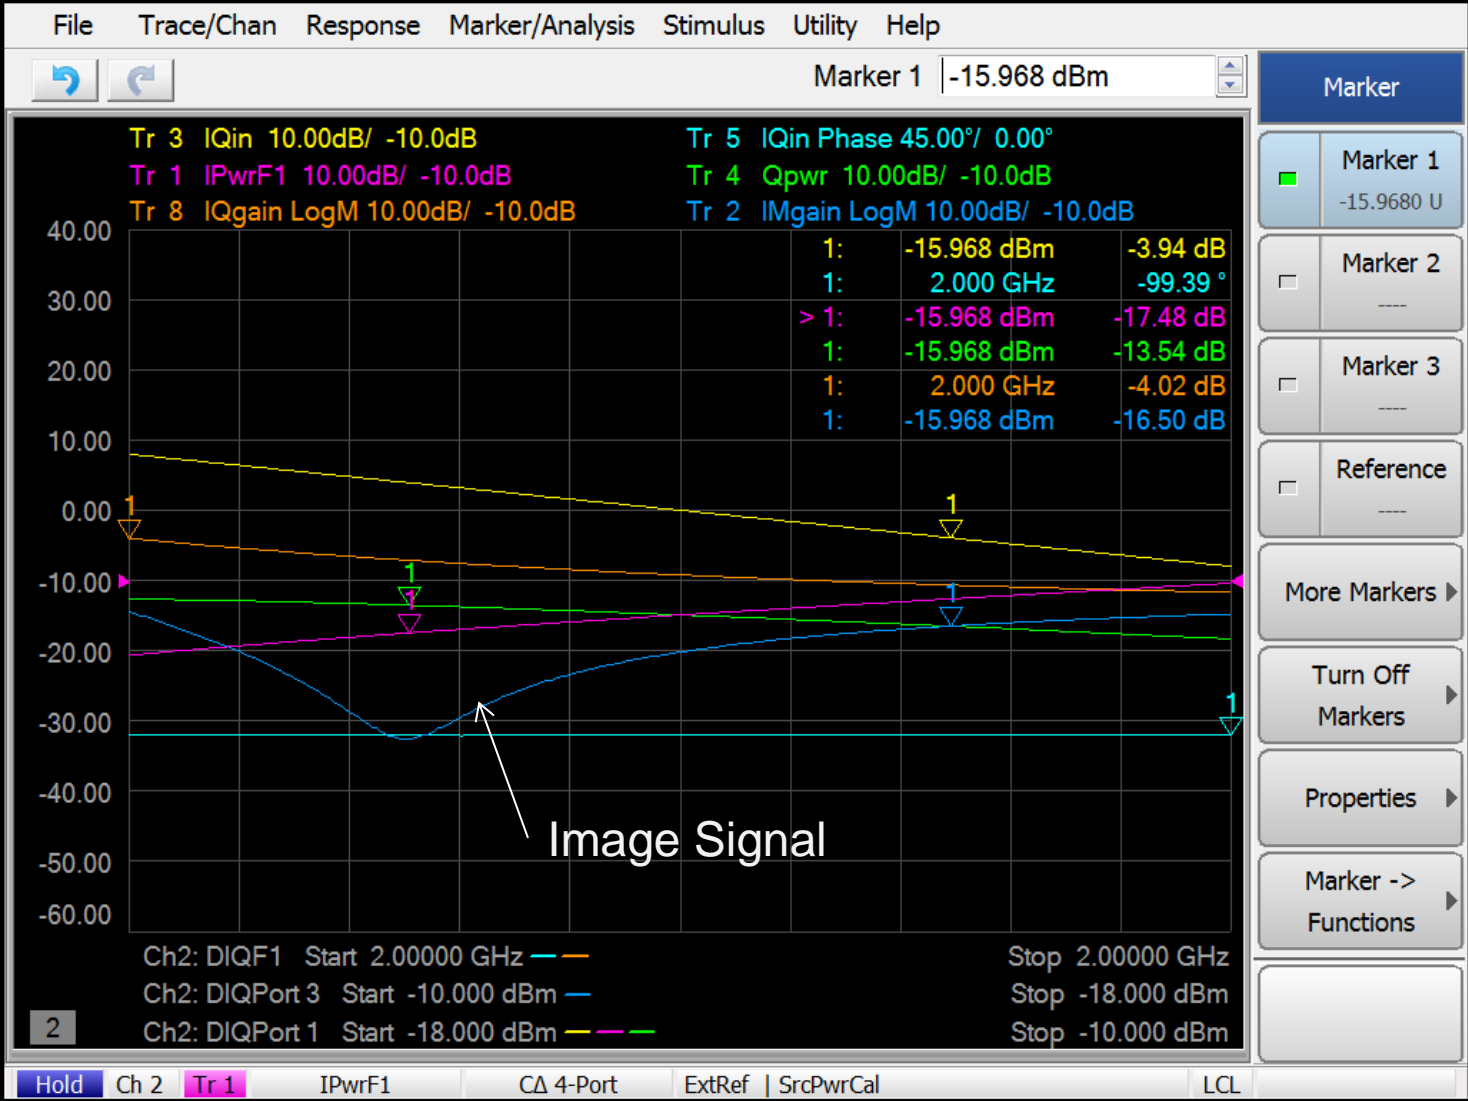 File Trace/Chan Response Marker/Analysis Stimulus Utility Help
Marker 1 -15.968 dBm
Marker
Tr 3 IQin 10.00dB/ -10.0dB Tr 5 IQin Phase 45.00°/ 0.00°
Tr 1 IPwrF1 10.00dB/ -10.0dB Tr 4 Qpwr 10.00dB/ -10.0dB
Tr 8 IQgain LogM 10.00dB/ -10.0dB Tr 2 IMgain LogM 10.00dB/ -10.0dB
40.00
30.00
20.00
10.00
0.00
-10.00
-20.00
-30.00
-40.00
-50.00
-60.00
1: -15.968 dBm -3.94 dB
1: 2.000 GHz -99.39 °
> 1: -15.968 dBm -17.48 dB
1: -15.968 dBm -13.54 dB
1: 2.000 GHz -4.02 dB
1: -15.968 dBm -16.50 dB
1
1
1
1
1
1
Image Signal
Ch2: DIQF1 Start 2.00000 GHz Stop 2.00000 GHz
Ch2: DIQPort 3 Start -10.000 dBm Stop -18.000 dBm
2 Ch2: DIQPort 1 Start -18.000 dBm Stop -10.000 dBm
Marker 1
-15.9680 U
Marker 2
----
Marker 3
----
Reference
----
More Markers
Turn Off
Markers
Properties
Marker ->
Functions
Hold Ch 2 Tr 1 IPwrF1 CΔ 4-Port ExtRef | SrcPwrCal LCL